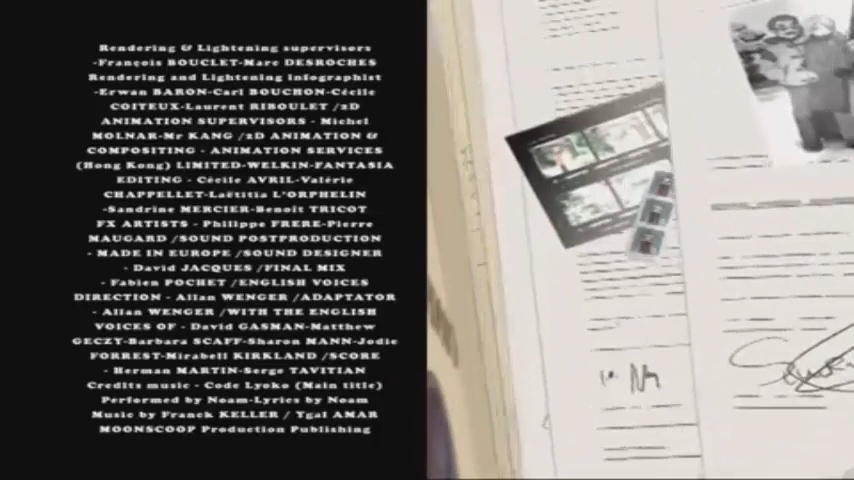 Rendering & Lightening supervisors
-François BOUCLET-Marc DESROCHES
Rendering and Lightening infographist
-Erwan BARON-Carl BOUCHON-Cécile
COITEUX-Laurent RIBOULET /2D
ANIMATION SUPERVISORS - Michel
MOLNAR-Mr KANG /2D ANIMATION &
COMPOSITING - ANIMATION SERVICES
(Hong Kong) LIMITED-WELKIN-FANTASIA
EDITING - Cécile AVRIL-Valérie
CHAPPELLET-Laëtitia L'ORPHELIN
-Sandrine MERCIER-Benoît TRICOT
FX ARTISTS - Philippe FRERE-Pierre
MAUGARD /SOUND POSTPRODUCTION
- MADE IN EUROPE /SOUND DESIGNER
- David JACQUES /FINAL MIX
- Fabien POCHET /ENGLISH VOICES
DIRECTION - Allan WENGER /ADAPTATOR
- Allan WENGER /WITH THE ENGLISH
VOICES OF - David GASMAN-Matthew
GECZY-Barbara SCAFF-Sharon MANN-Jodie
FORREST-Mirabell KIRKLAND /SCORE
- Herman MARTIN-Serge TAVITIAN
Credits music - Code Lyoko (Main title)
Performed by Noam-Lyrics by Noam
Music by Franck KELLER / Ygal AMAR
MOONSCOOP Production Publishing